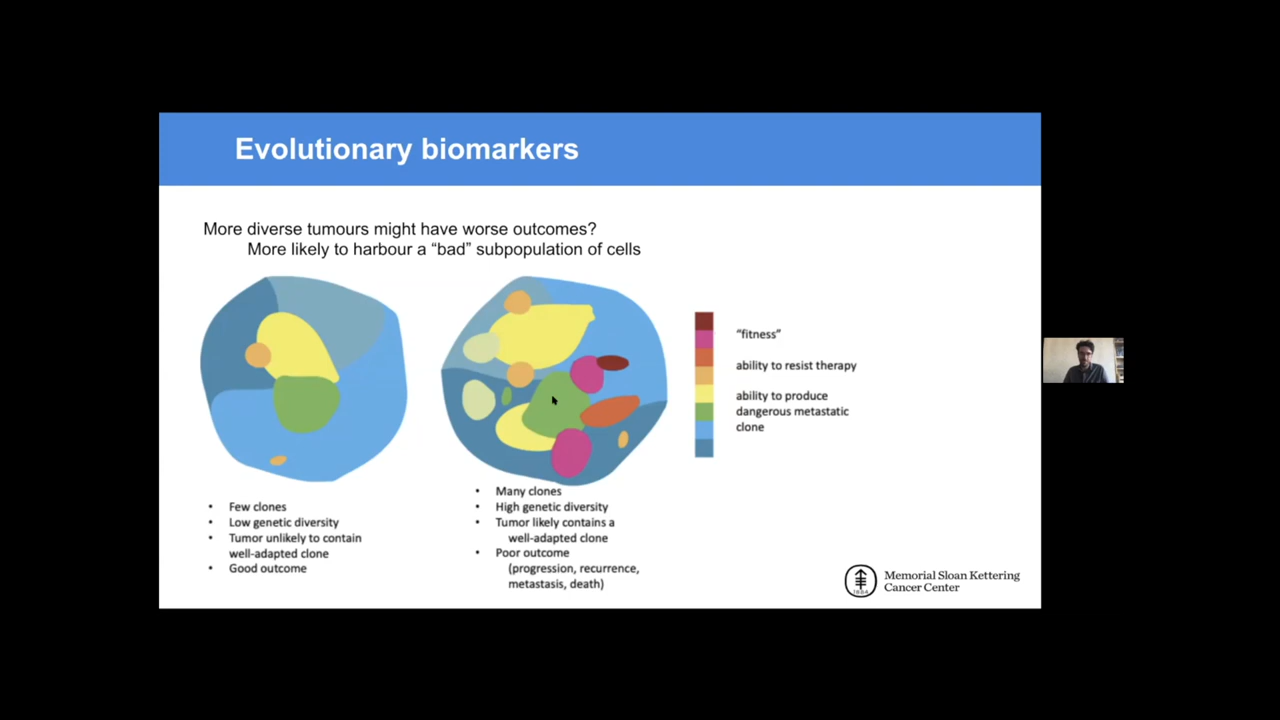 Evolutionary biomarkers
More diverse tumours might have worse outcomes?
More likely to harbour a “bad” subpopulation of cells
“fitness”
ability to resist therapy
ability to produce
dangerous metastatic
clone
• Few clones
• Low genetic diversity
• Tumor unlikely to contain
well-adapted clone
• Good outcome
• Many clones
• High genetic diversity
• Tumor likely contains a
well-adapted clone
• Poor outcome
(progression, recurrence,
metastasis, death)
1884
Memorial Sloan Kettering
Cancer Center